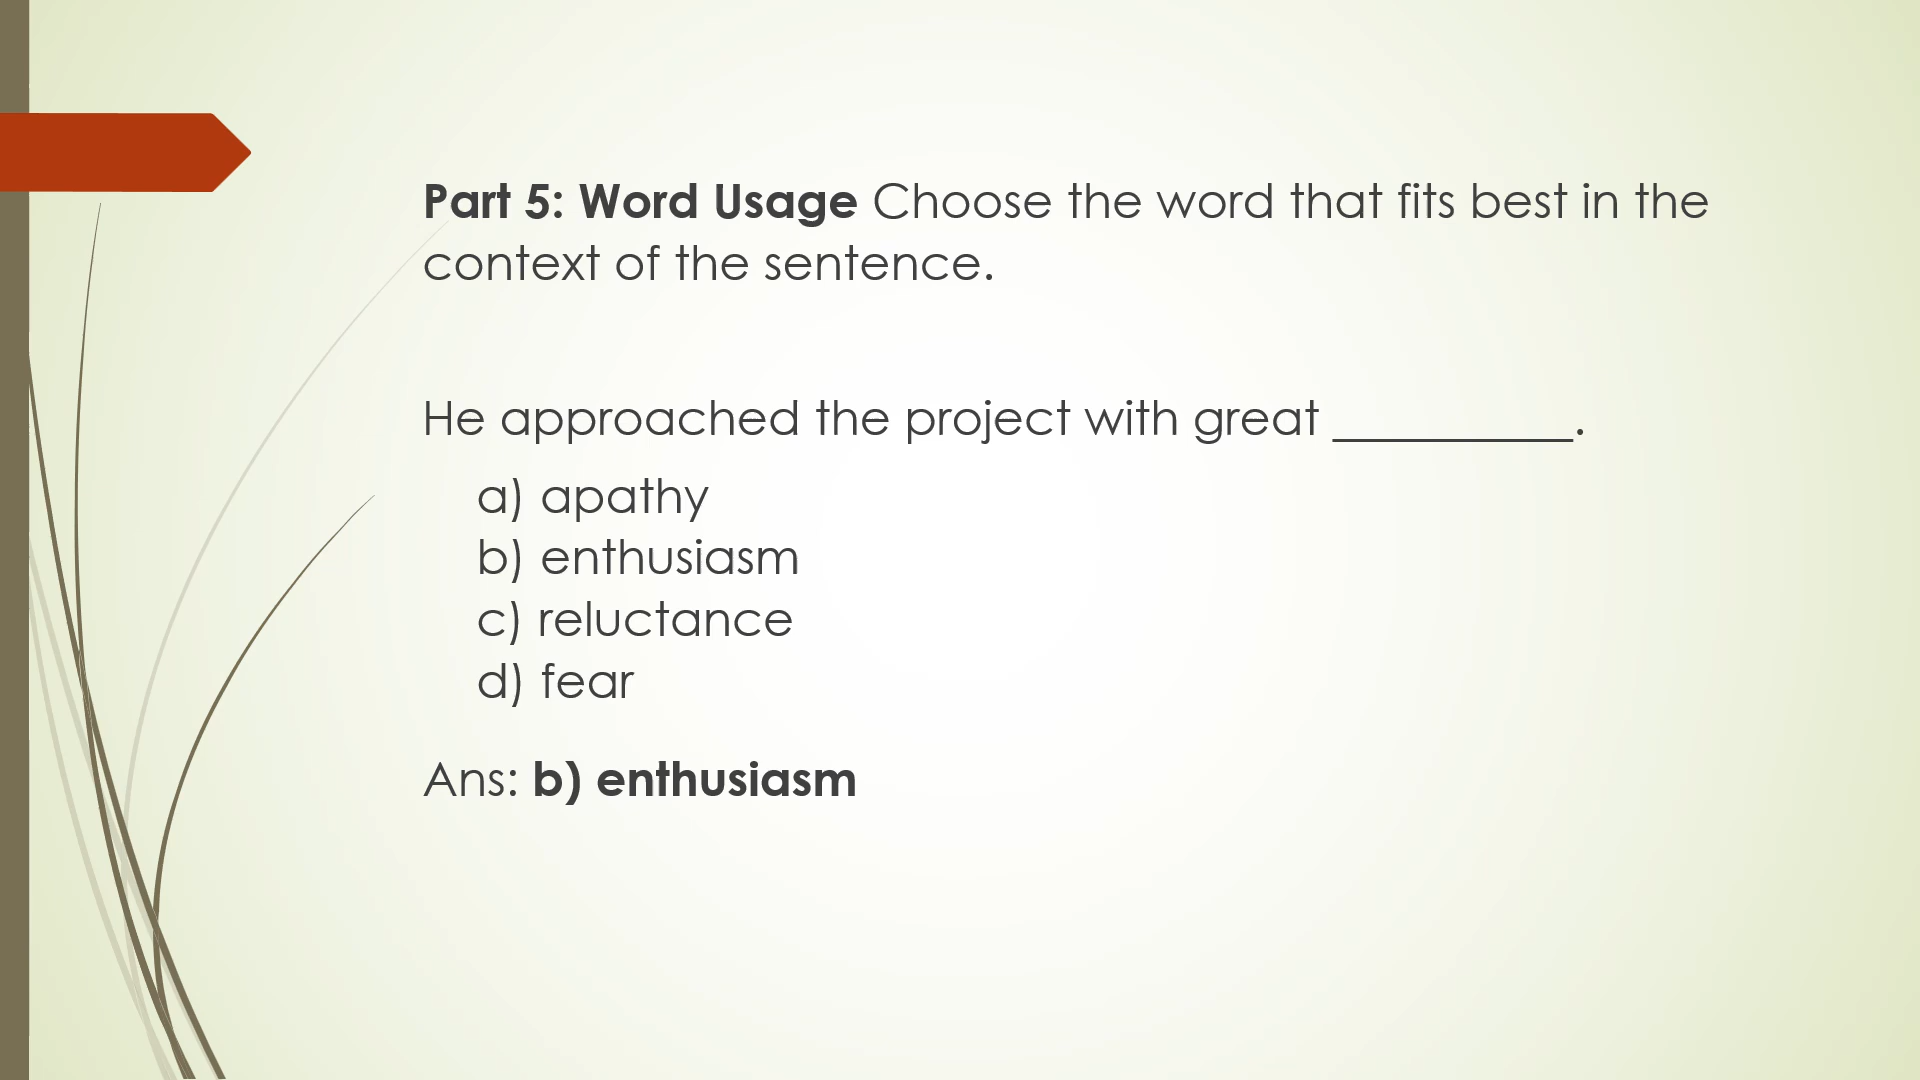 Part 5: Word Usage Choose the word that fits best in the
context of the sentence.
He approached the project with great __________.
a) apathy
b) enthusiasm
c) reluctance
d) fear
Ans: b) enthusiasm